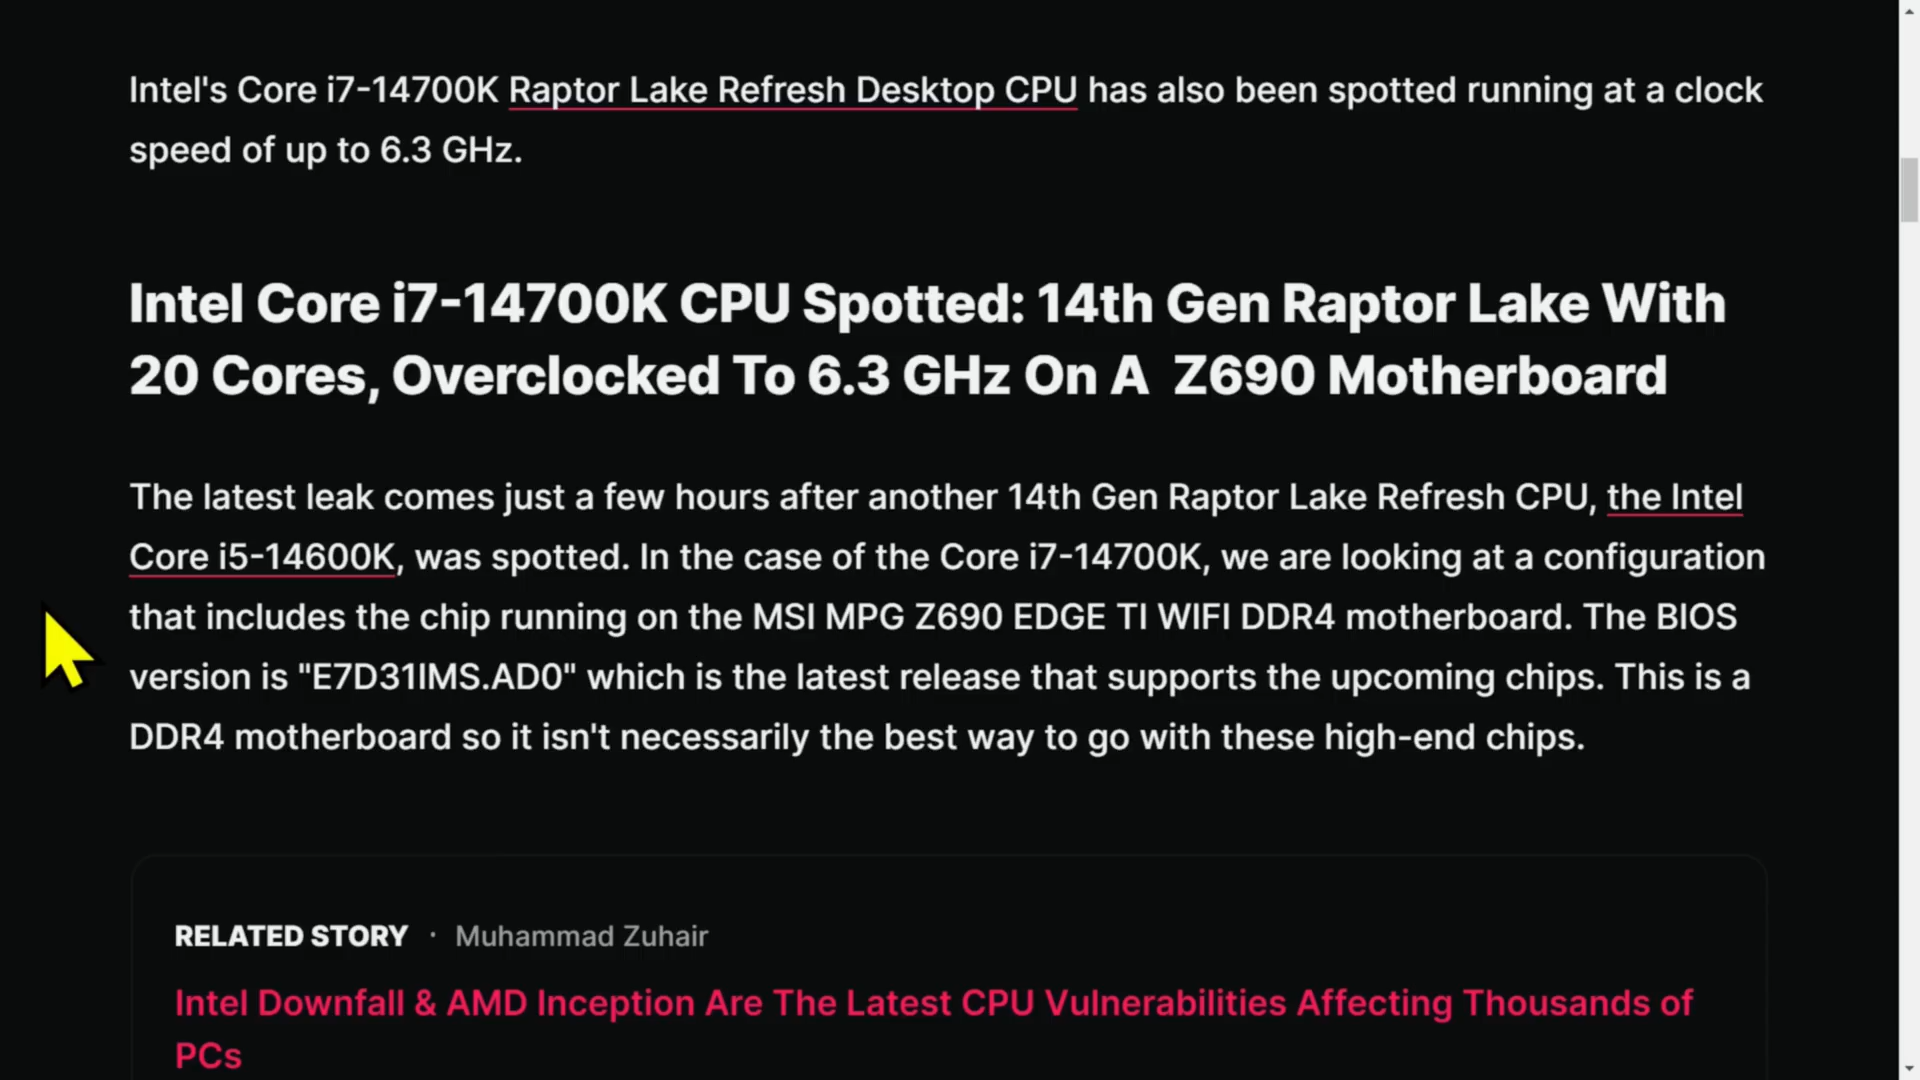 Intel's Core i7-14700K Raptor Lake Refresh Desktop CPU has also been spotted running at a clock
speed of up to 6.3 GHz.
Intel Core i7-14700K CPU Spotted: 14th Gen Raptor Lake With
20 Cores, Overclocked To 6.3 GHz On A  Z690 Motherboard
The latest leak comes just a few hours after another 14th Gen Raptor Lake Refresh CPU, the Intel
Core i5-14600K, was spotted. In the case of the Core i7-14700K, we are looking at a configuration
that includes the chip running on the MSI MPG Z690 EDGE TI WIFI DDR4 motherboard. The BIOS
version is "E7D31IMS.AD0" which is the latest release that supports the upcoming chips. This is a
DDR4 motherboard so it isn't necessarily the best way to go with these high-end chips.
RELATED STORY · Muhammad Zuhair
Intel Downfall & AMD Inception Are The Latest CPU Vulnerabilities Affecting Thousands of
PCs